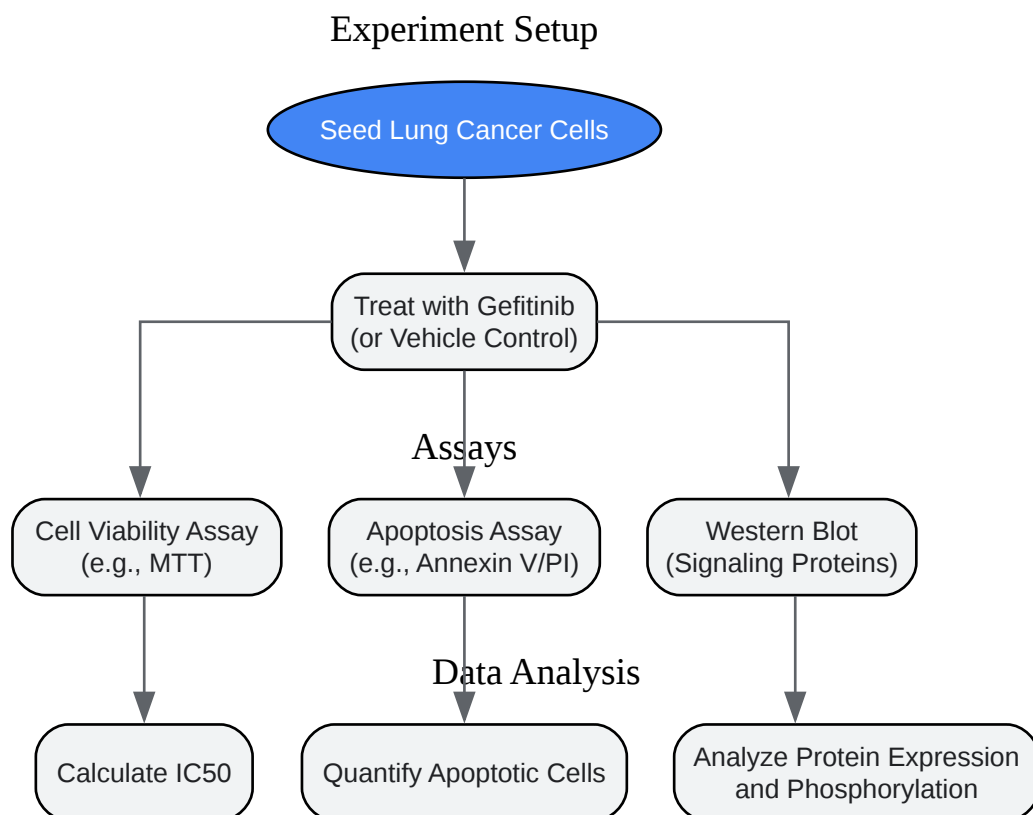 Experiment Setup
Seed Lung Cancer Cells
Treat with Gefitinib
(or Vehicle Control)
Assays
Cell Viability Assay
(e.g., MTT)
Apoptosis Assay
(e.g., Annexin V/PI)
Western Blot
(Signaling Proteins)
Data Analysis
Calculate IC50
Quantify Apoptotic Cells
Analyze Protein Expression
and Phosphorylation